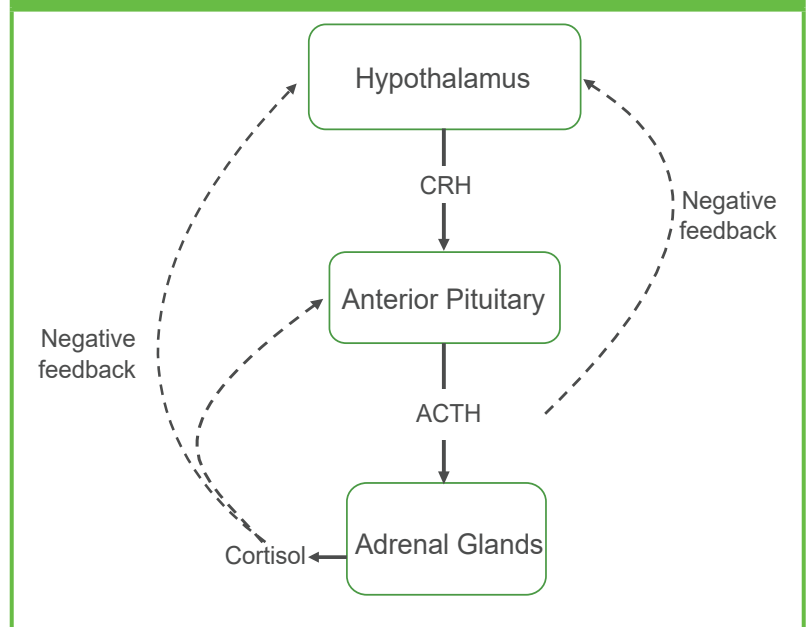 Hypothalamus
CRH
Negative
feedback
Anterior Pituitary
Negative
feedback
ACTH
Adrenal Glands
Cortisol